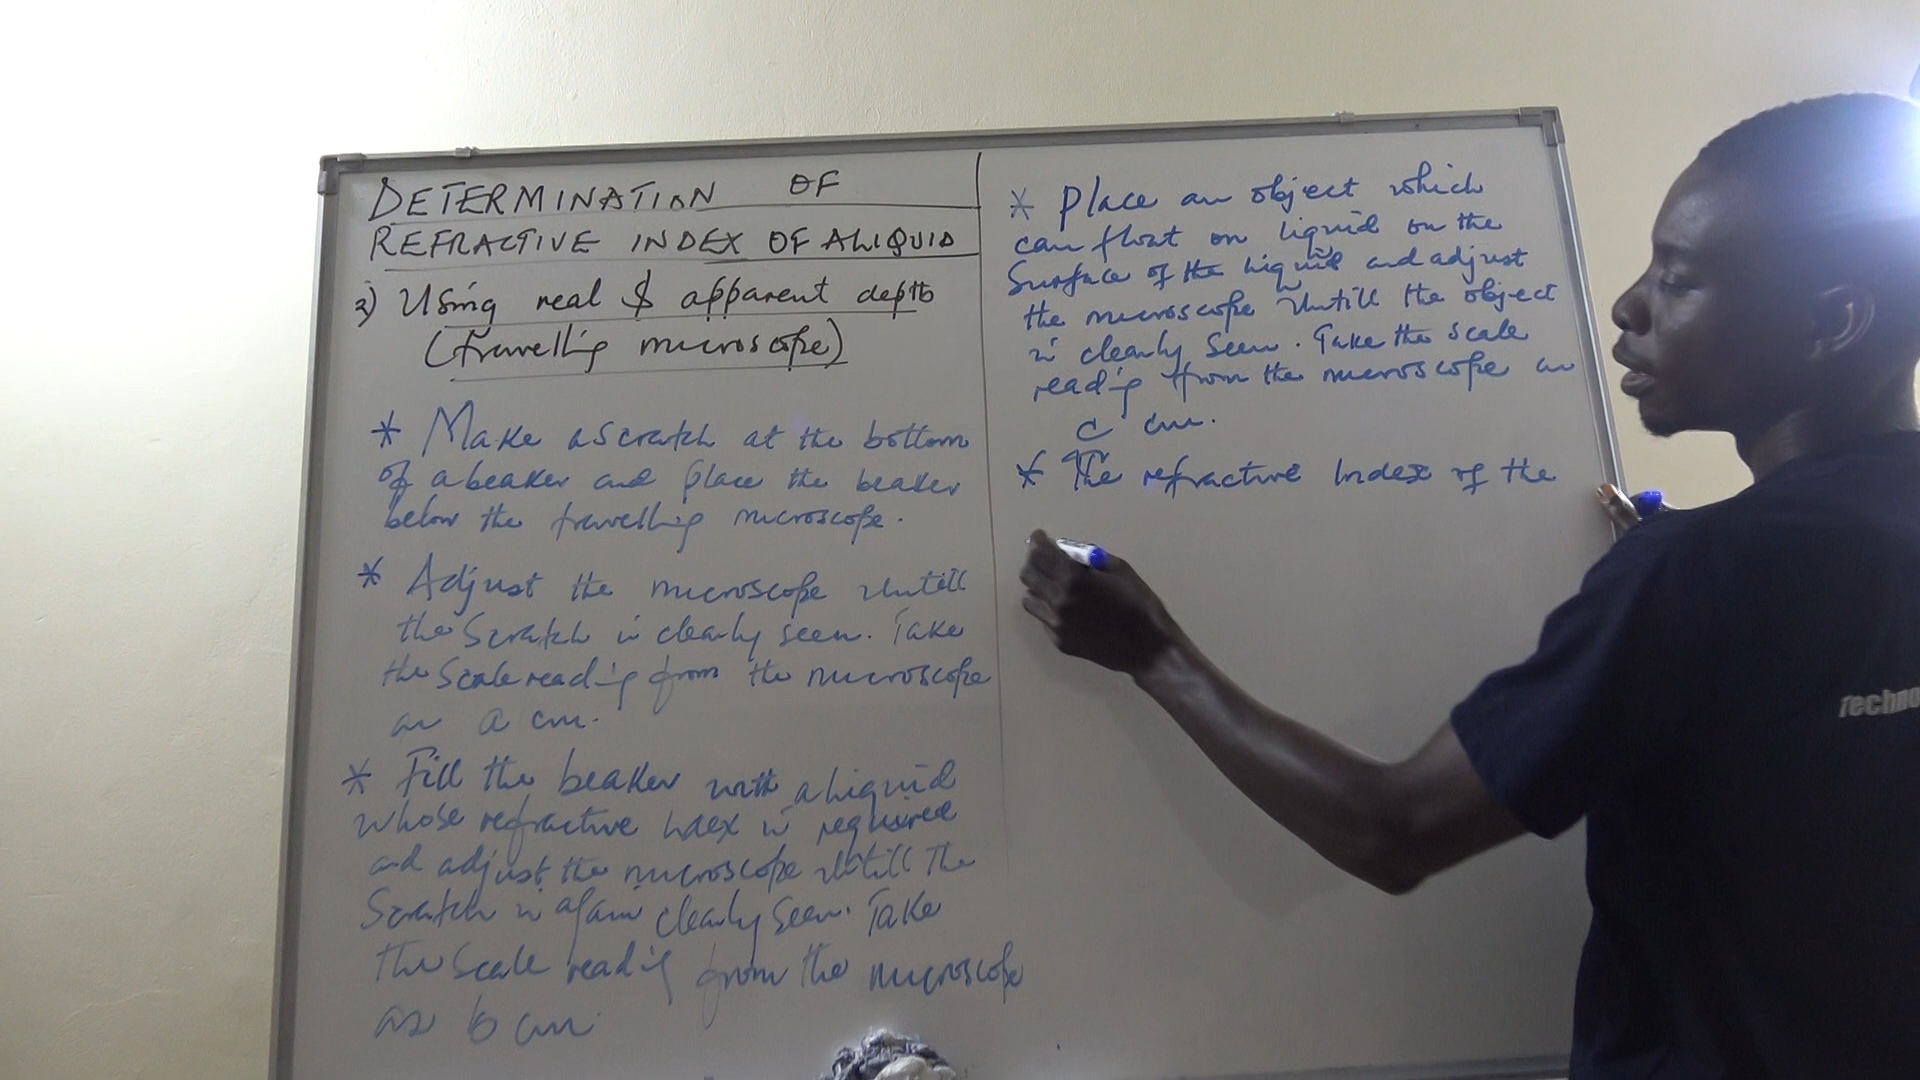 DETERMINATION OF
REFRACTIVE INDEX OF A LIQUID
2) Using real & apparent depth
(travelling microscope)
* Make a scratch at the bottom
of a beaker and place the beaker
below the travelling microscope.
* Adjust the microscope Untill
the Scratch is clearly seen. Take
the Scale reading from the microscope
as a cm.
* Fill the beaker with a liquid
whose refractive index is required
and adjust the microscope Untill the
Scratch is again clearly seen. Take
the scale reading from the microscope
as b cm.
* Place an object which
can float on liquid on the
Surface of the liquid and adjust
the microscope Untill the object
is clearly seen. Take the scale
reading from the microscope as
c cm.
* The refractive Index of the
Techno